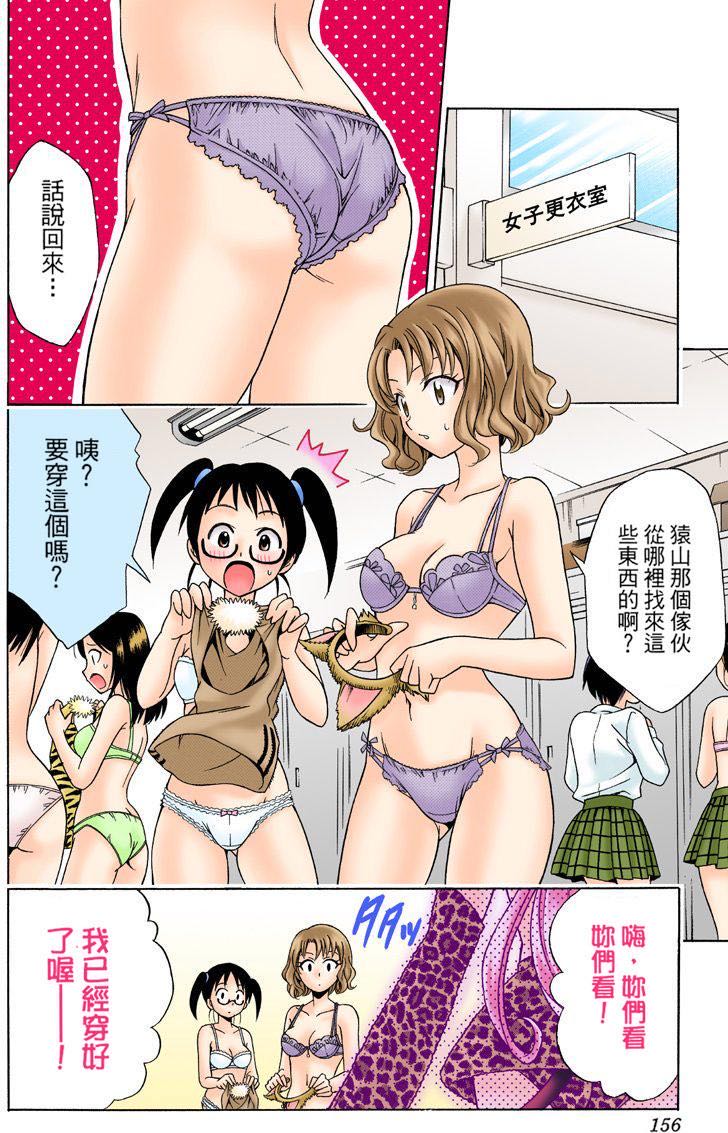 女子更衣室
話說回來…
猿山那個傢伙
從哪裡找來這
些東西的啊？
咦？
要穿這個嗎？
嗨，妳們看
妳們看！
我已經穿好
了喔──！
156